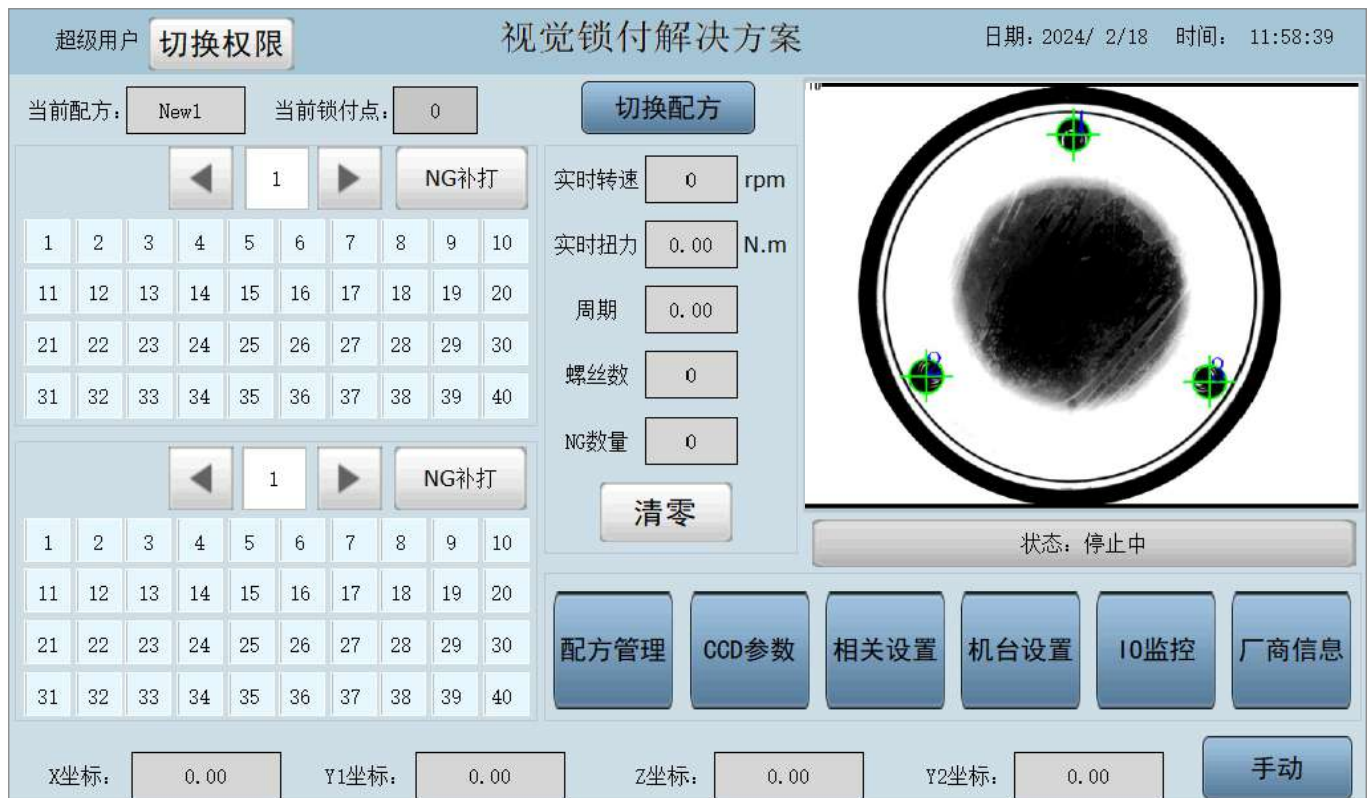 超级用户 切换权限 视觉锁付解决方案 日期：2024/ 2/18 时间： 11:58:39
当前配方： New1 当前锁付点： 0 切换配方
1 NG补打
1 2 3 4 5 6 7 8 9 10
11 12 13 14 15 16 17 18 19 20
21 22 23 24 25 26 27 28 29 30
31 32 33 34 35 36 37 38 39 40
1 NG补打
1 2 3 4 5 6 7 8 9 10
11 12 13 14 15 16 17 18 19 20
21 22 23 24 25 26 27 28 29 30
31 32 33 34 35 36 37 38 39 40
实时转速 0 rpm
实时扭力 0.00 N.m
周期 0.00
螺丝数 0
NG数量 0
清零
状态：停止中
配方管理 CCD参数 相关设置 机台设置 IO监控 厂商信息
X坐标： 0.00 Y1坐标： 0.00 Z坐标： 0.00 Y2坐标： 0.00 手动